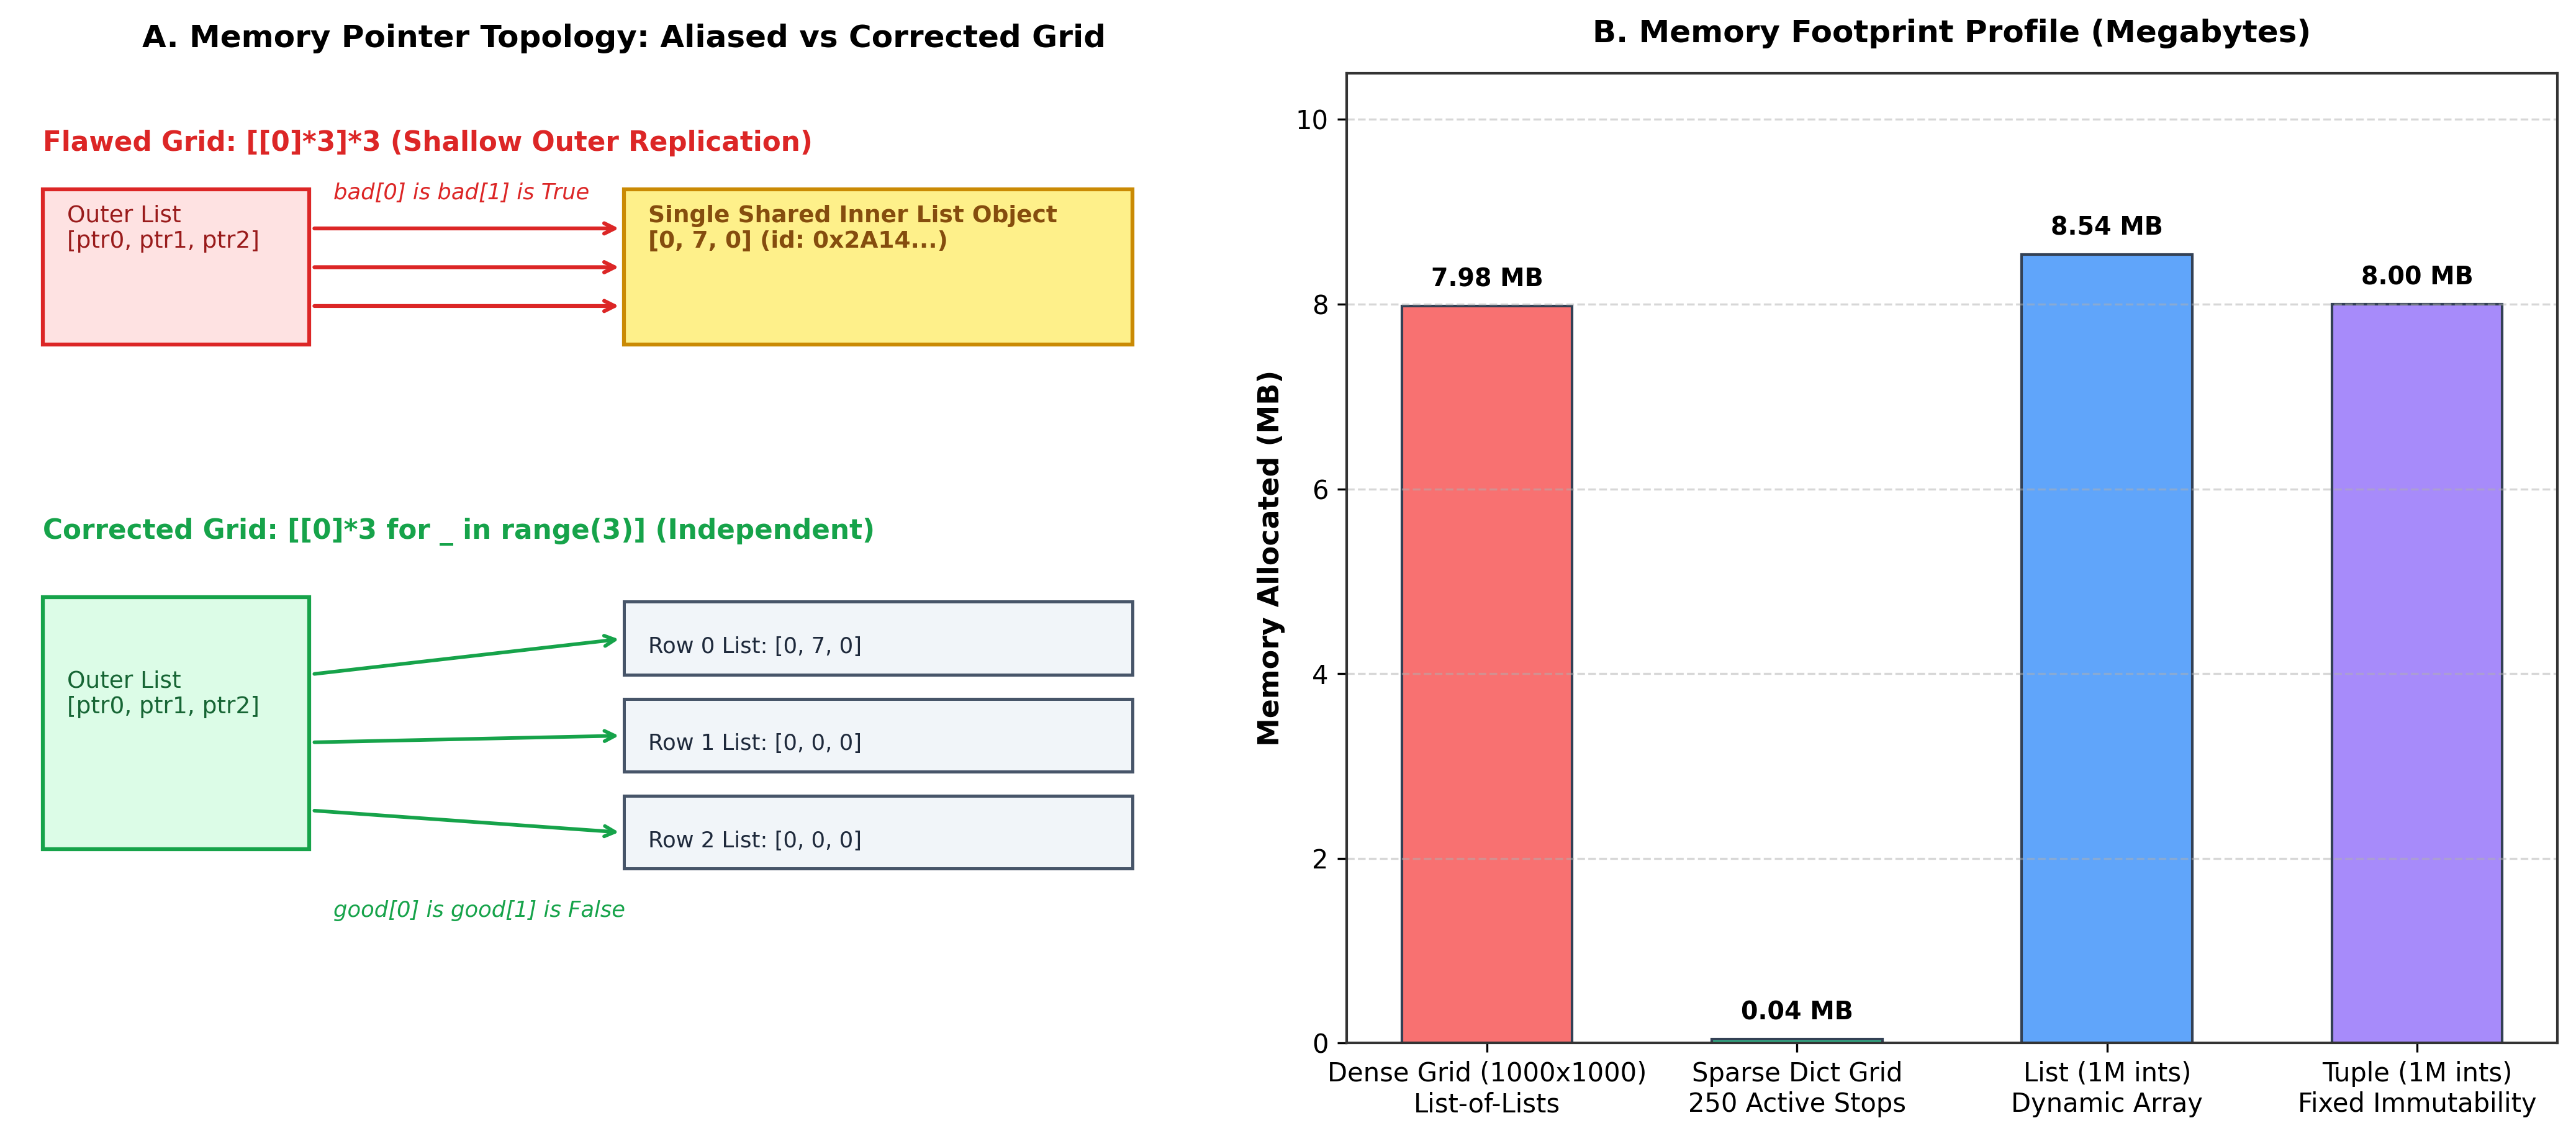 A. Memory Pointer Topology: Aliased vs Corrected Grid
Flawed Grid: [[0]*3]*3 (Shallow Outer Replication)
bad[0] is bad[1] is True
Outer List
[ptr0, ptr1, ptr2]
Single Shared Inner List Object
[0, 7, 0] (id: 0x2A14...)
Corrected Grid: [[0]*3 for _ in range(3)] (Independent)
Outer List
[ptr0, ptr1, ptr2]
Row 0 List: [0, 7, 0]
Row 1 List: [0, 0, 0]
Row 2 List: [0, 0, 0]
good[0] is good[1] is False
B. Memory Footprint Profile (Megabytes)
Memory Allocated (MB)
10
8
6
4
2
0
7.98 MB
0.04 MB
8.54 MB
8.00 MB
Dense Grid (1000x1000)
List-of-Lists
Sparse Dict Grid
250 Active Stops
List (1M ints)
Dynamic Array
Tuple (1M ints)
Fixed Immutability